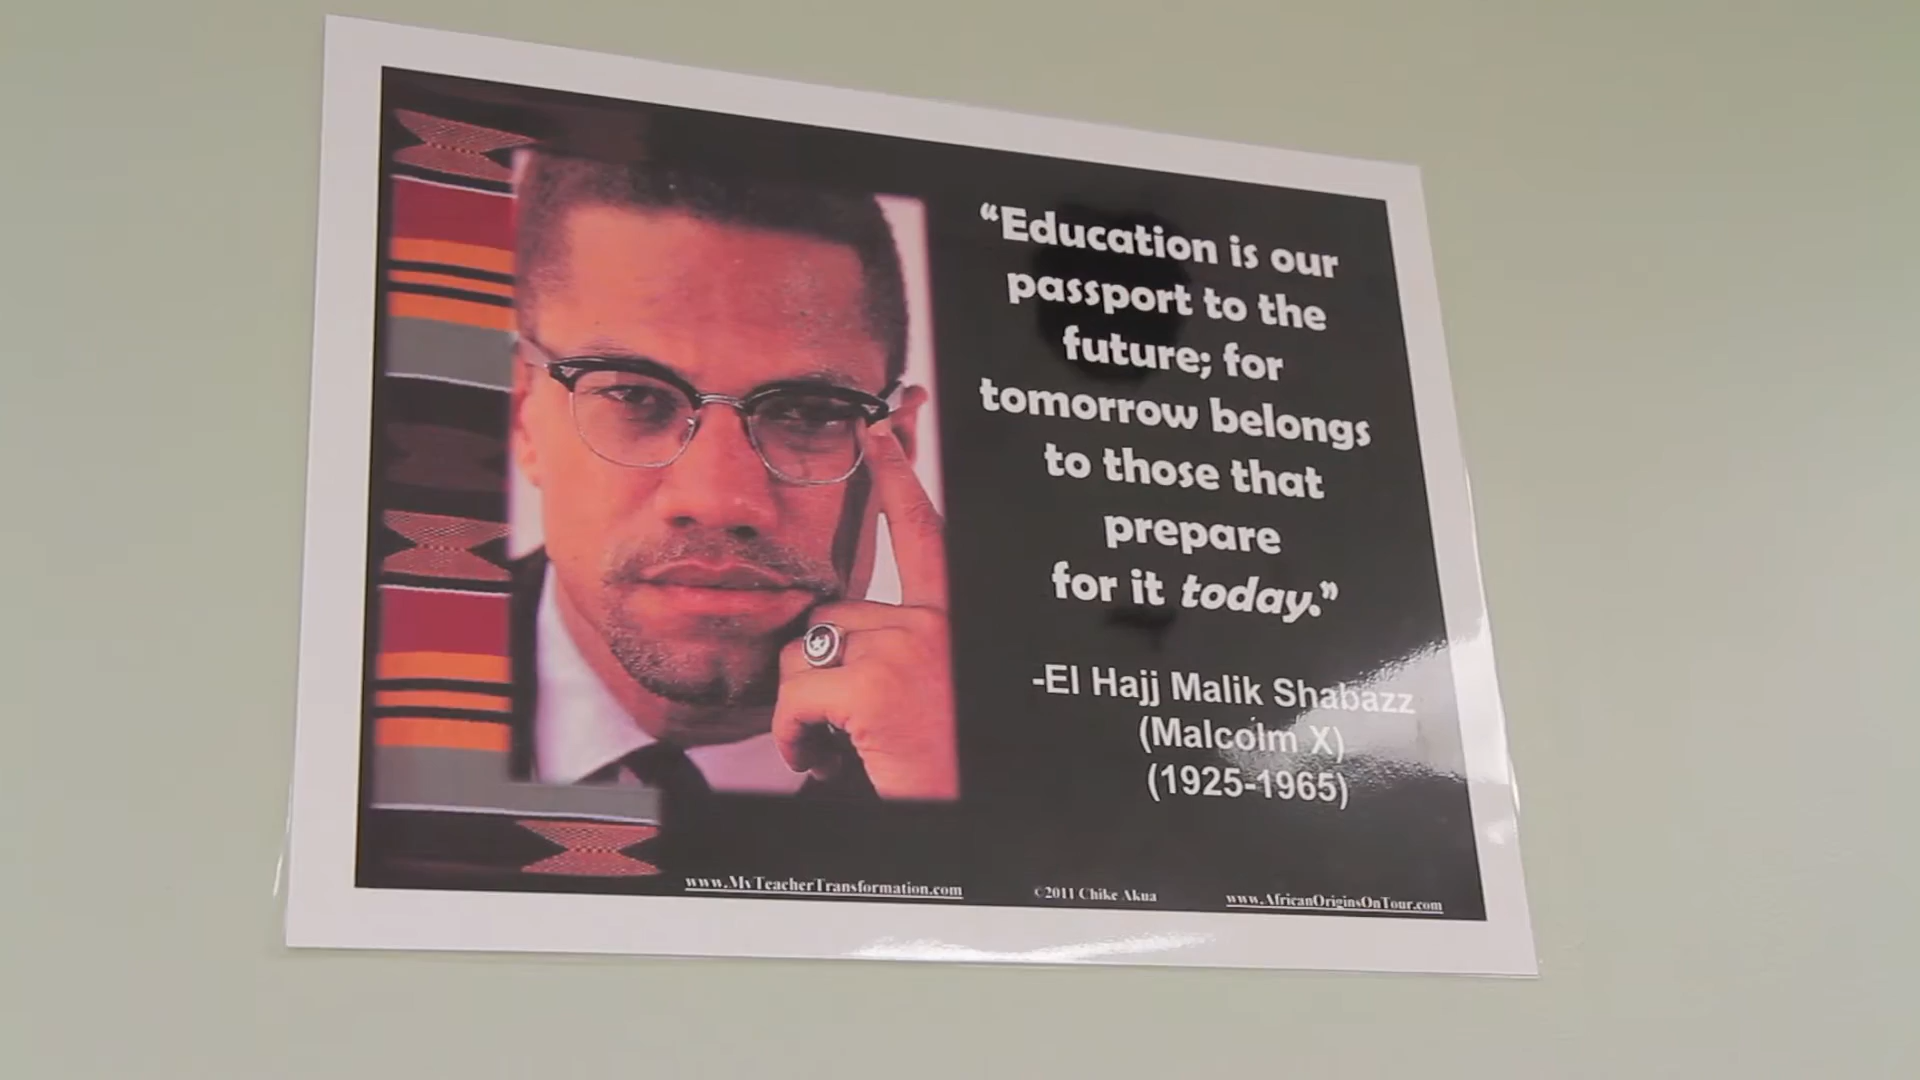 “Education is our
passport to the
future; for
tomorrow belongs
to those that
prepare
for it today.”
-El Hajj Malik Shabazz
(Malcolm X)
(1925-1965)
www.MyTeacherTransformation.com
©2011 Chike Akua
www.AfricanOriginsOnTour.com